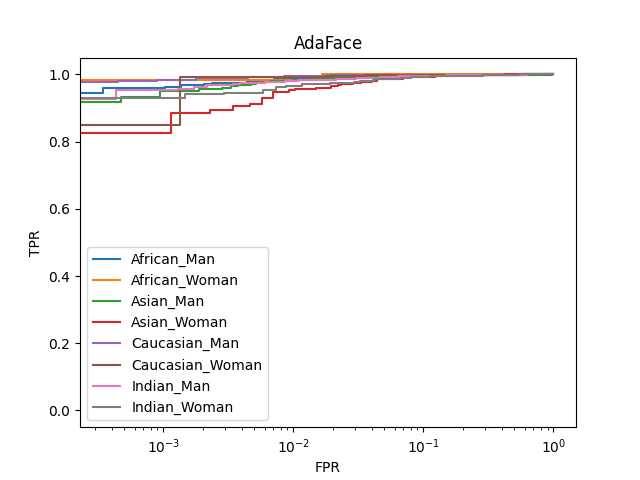 AdaFace
1.0
0.8
0.6
0.4
0.2
0.0
TPR
African_Man
African_Woman
Asian_Man
Asian_Woman
Caucasian_Man
Caucasian_Woman
Indian_Man
Indian_Woman
10⁻³ 10⁻² 10⁻¹ 10⁰
FPR